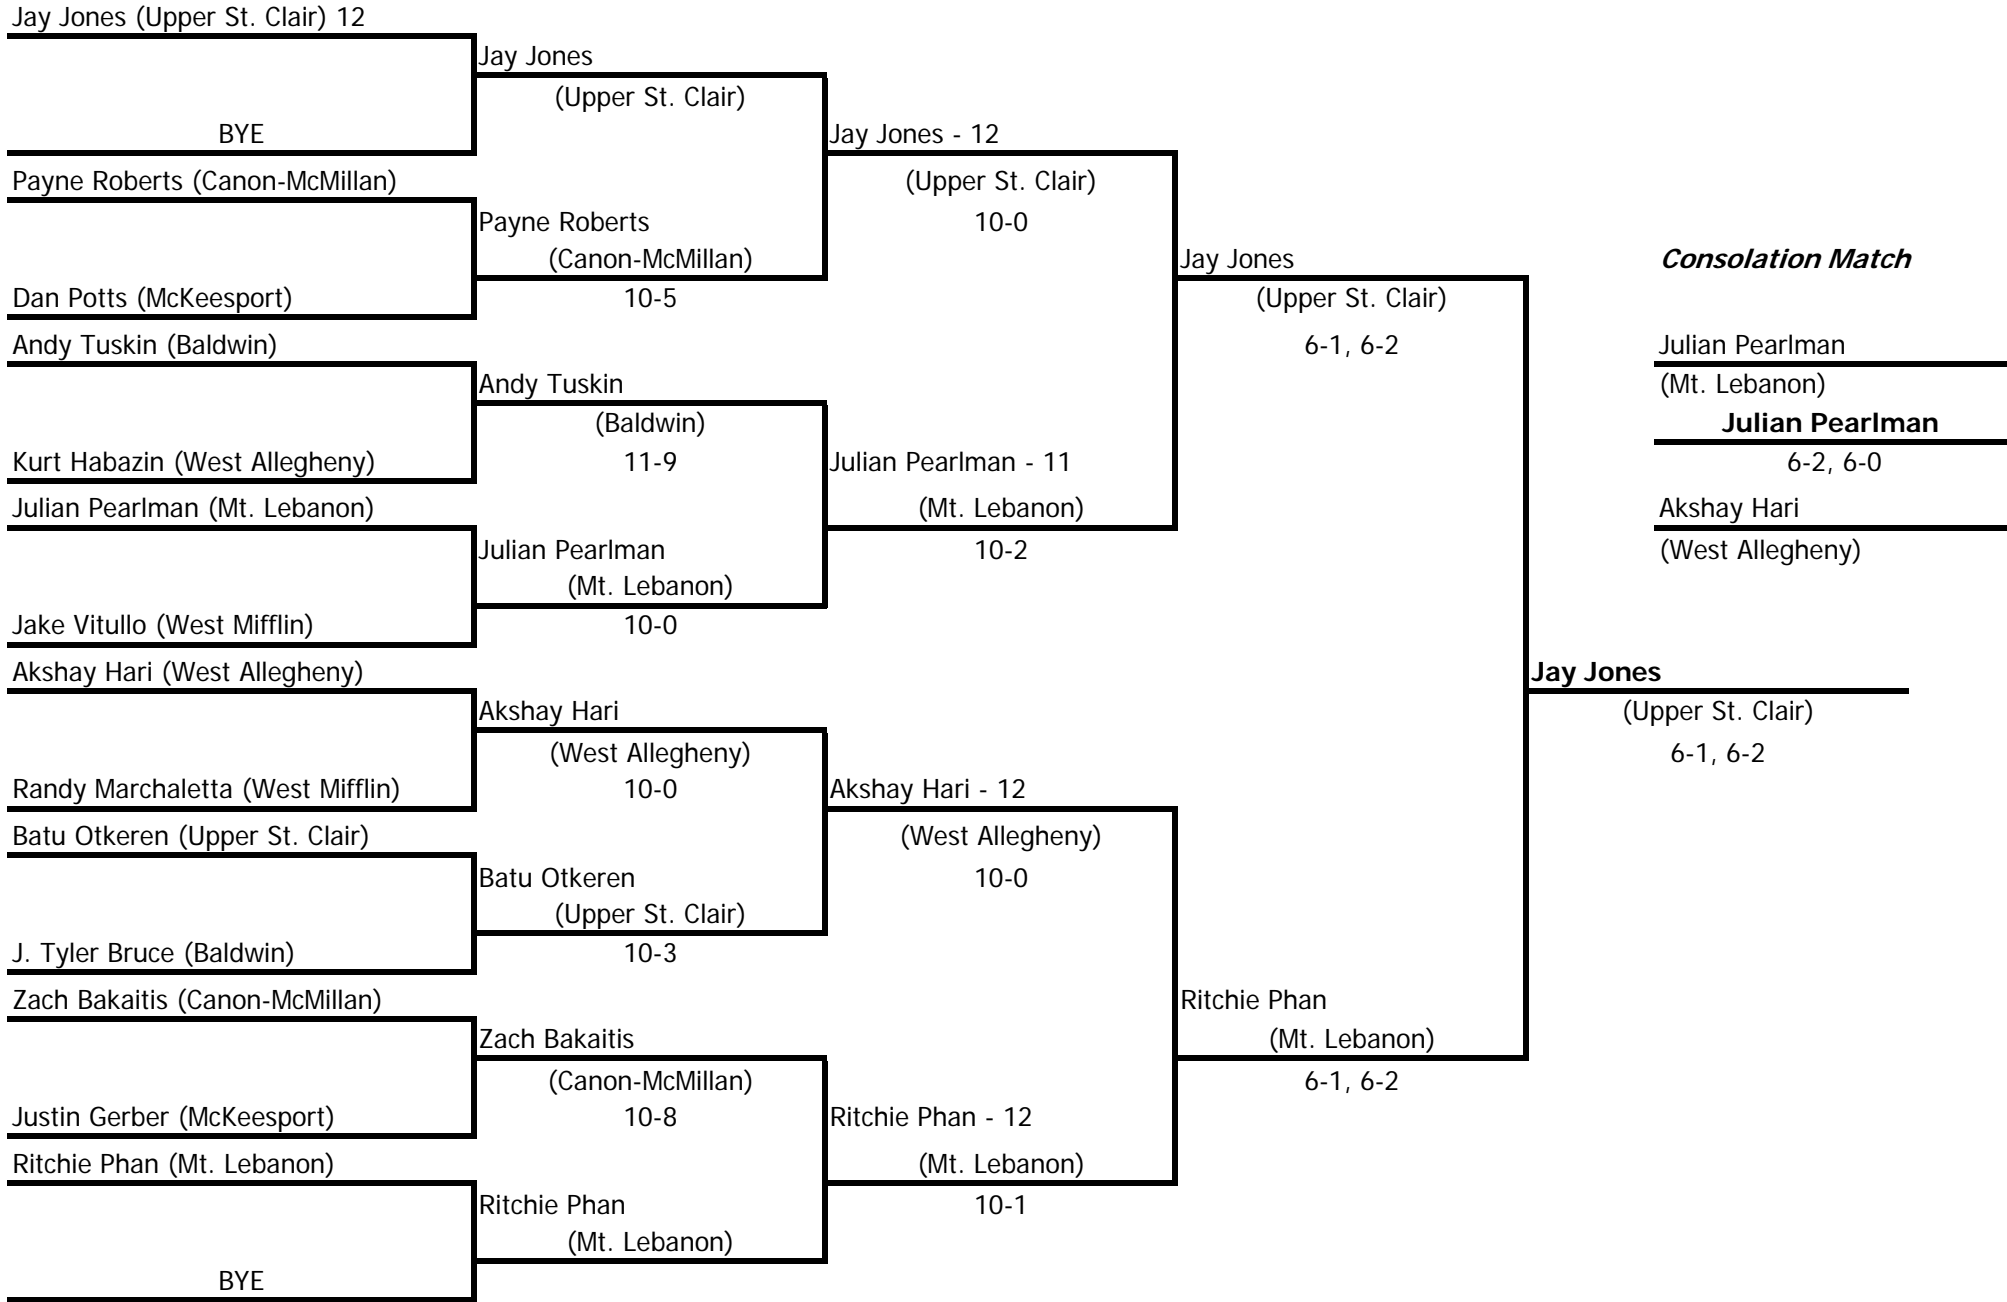 Jay Jones (Upper St. Clair) 12
Jay Jones
(Upper St. Clair)
BYE
Jay Jones - 12
Payne Roberts (Canon-McMillan)
(Upper St. Clair)
Payne Roberts
10-0
(Canon-McMillan)
Jay Jones
Consolation Match
Dan Potts (McKeesport)
10-5
(Upper St. Clair)
Andy Tuskin (Baldwin)
6-1, 6-2
Julian Pearlman
Andy Tuskin
(Mt. Lebanon)
(Baldwin)
Julian Pearlman
Kurt Habazin (West Allegheny)
11-9
Julian Pearlman - 11
6-2, 6-0
Julian Pearlman (Mt. Lebanon)
(Mt. Lebanon)
Akshay Hari
Julian Pearlman
10-2
(West Allegheny)
(Mt. Lebanon)
Jake Vitullo (West Mifflin)
10-0
Akshay Hari (West Allegheny)
Jay Jones
Akshay Hari
(Upper St. Clair)
(West Allegheny)
6-1, 6-2
Randy Marchaletta (West Mifflin)
10-0
Akshay Hari - 12
Batu Otkeren (Upper St. Clair)
(West Allegheny)
Batu Otkeren
10-0
(Upper St. Clair)
J. Tyler Bruce (Baldwin)
10-3
Zach Bakaitis (Canon-McMillan)
Ritchie Phan
Zach Bakaitis
(Mt. Lebanon)
(Canon-McMillan)
6-1, 6-2
Justin Gerber (McKeesport)
10-8
Ritchie Phan - 12
Ritchie Phan (Mt. Lebanon)
(Mt. Lebanon)
Ritchie Phan
10-1
(Mt. Lebanon)
BYE